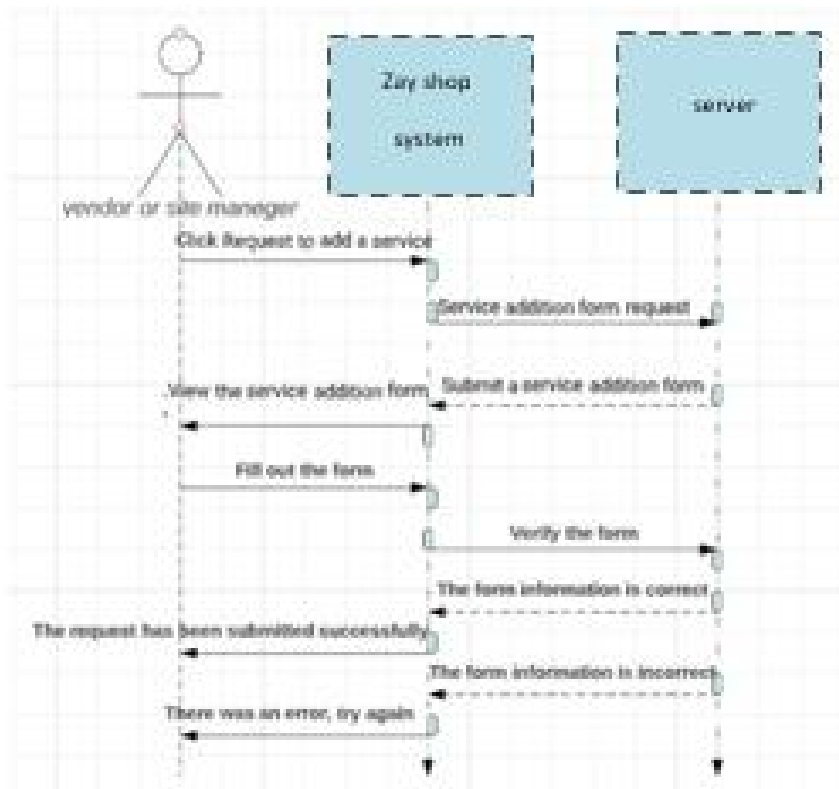 Zay shop
system
server
vendor or site maneger
Click Request to add a service
Service addition form request
View the service addition form
Submit a service addition form
Fill out the form
Verify the form
The form information is correct
The request has been submitted successfully
The form information is incorrect
There was an error, try again